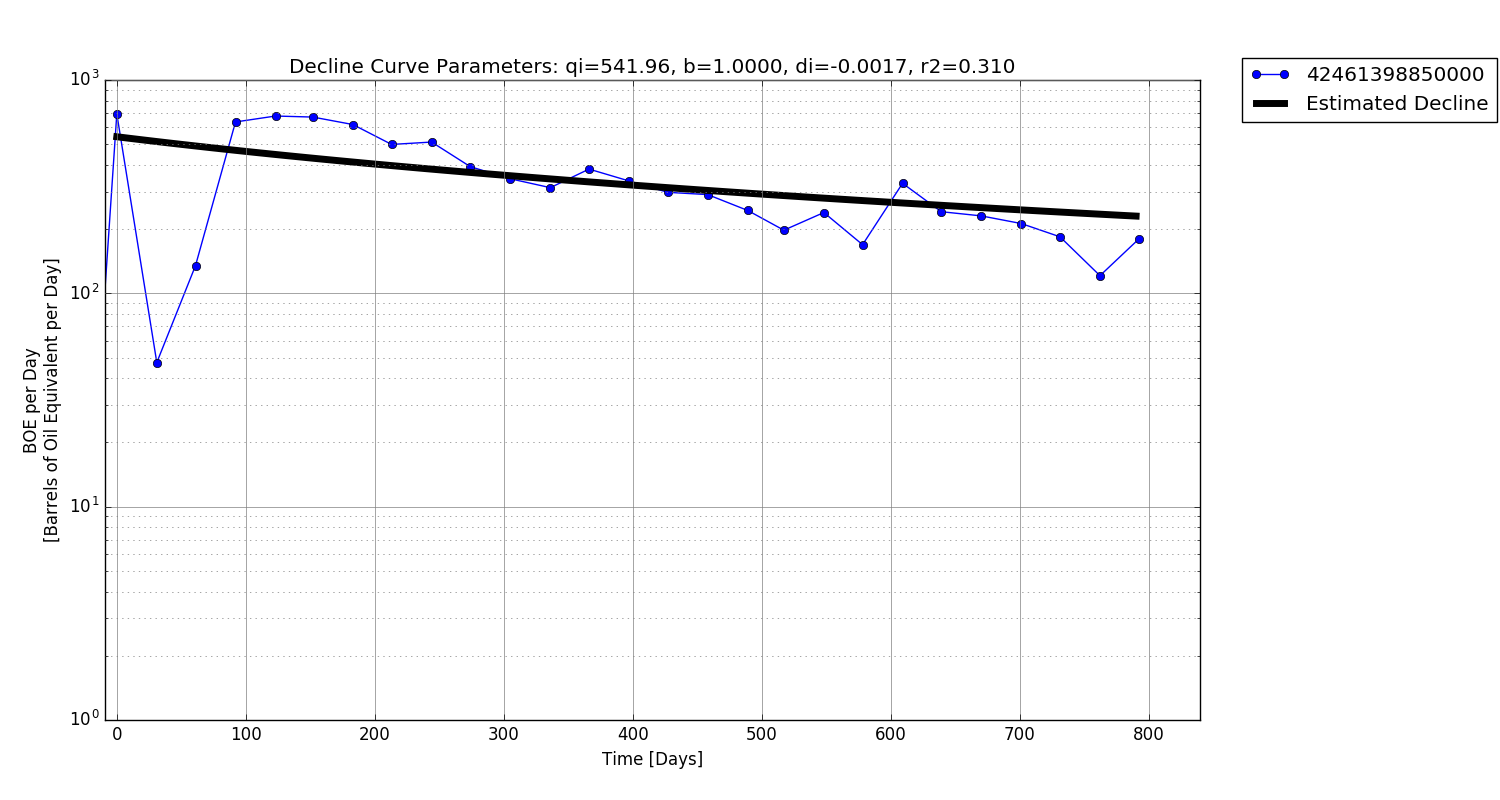 Decline Curve Parameters: qi=541.96, b=1.0000, di=-0.0017, r2=0.310
42461398850000
Estimated Decline
BOE per Day
[Barrels of Oil Equivalent per Day]
10³
10²
10¹
10⁰
0 100 200 300 400 500 600 700 800
Time [Days]